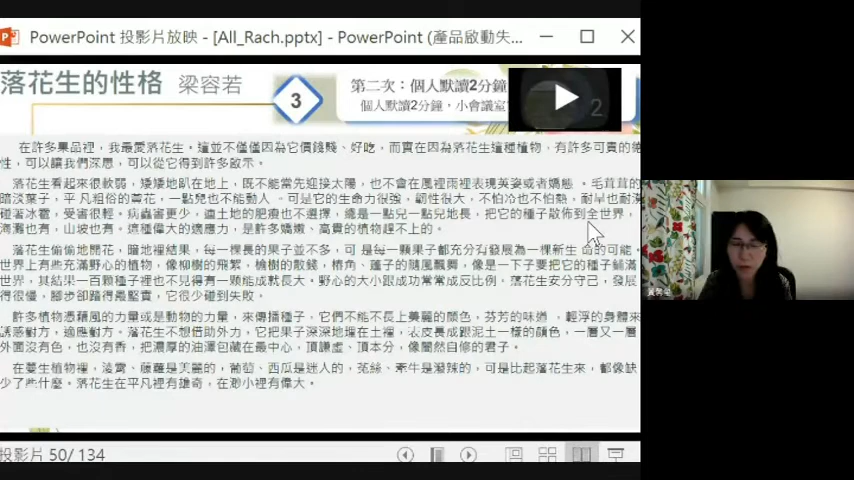 PowerPoint 投影片放映 - [All_Rach.pptx] - PowerPoint (產品啟動失...
落花生的性格 梁容若
3
第二次：個人默讀2分鐘
個人默讀2分鐘，小會議室
2
在許多果品裡，我最愛落花生。這並不僅僅因為它價錢賤、好吃，而實在因為落花生這種植物，有許多可貴的
性，可以讓我們深思，可以從它得到許多啟示。
落花生看起來很軟弱，矮矮地趴在地上，既不能當先迎接太陽，也不會在風裡雨裡表現英姿或者嬌態。毛茸茸的
暗淡葉子，平凡粗俗的黃花，一點兒也不能動人。可是它的生命力很強，韌性很大，不怕冷也不怕熱，耐旱也耐
碰著冰雹，受害很輕。病蟲害更少，連土地的肥瘦也不選擇，總是一點兒一點兒地長，把它的種子散佈到全世界，
海灘也有，山坡也有。這種偉大的適應力，是許多嬌嫩、高貴的植物趕不上的。
落花生偷偷地開花，暗地裡結果，每一棵長的果子並不多，可是每一顆果子都充分有發展為一棵新生命的可能。
世界上有些充滿野心的植物，像柳樹的飛絮，榆樹的散錢，椿角、蓮子的隨風飄舞，像是一下子要把它的種子鋪滿
世界，其結果一百顆種子裡也不見得有一顆能成就長大。野心的大小跟成功常常成反比例。落花生安分守己，發展
得很慢，腳步卻踏得最堅實，它很少碰到失敗。
許多植物憑藉風的力量或是動物的力量，來傳播種子，它們不能不長上美麗的顏色，芬芳的味道，輕浮的身體來
誘惑對方，適應對方。落花生不想借助外力，它把果子深深地埋在土裡，表皮長成跟泥土一樣的顏色，一層又一層
外面沒有色，也沒有香，把濃厚的油澤包藏在最中心，頂謙虛、頂本分，像闇然自修的君子。
在蔓生植物裡，淩霄、藤蘿是美麗的，葡萄、西瓜是迷人的，菟絲、牽牛是潑辣的，可是比起落花生來，都像缺
少了些什麼。落花生在平凡裡有雄奇，在渺小裡有偉大。
投影片 50/ 134